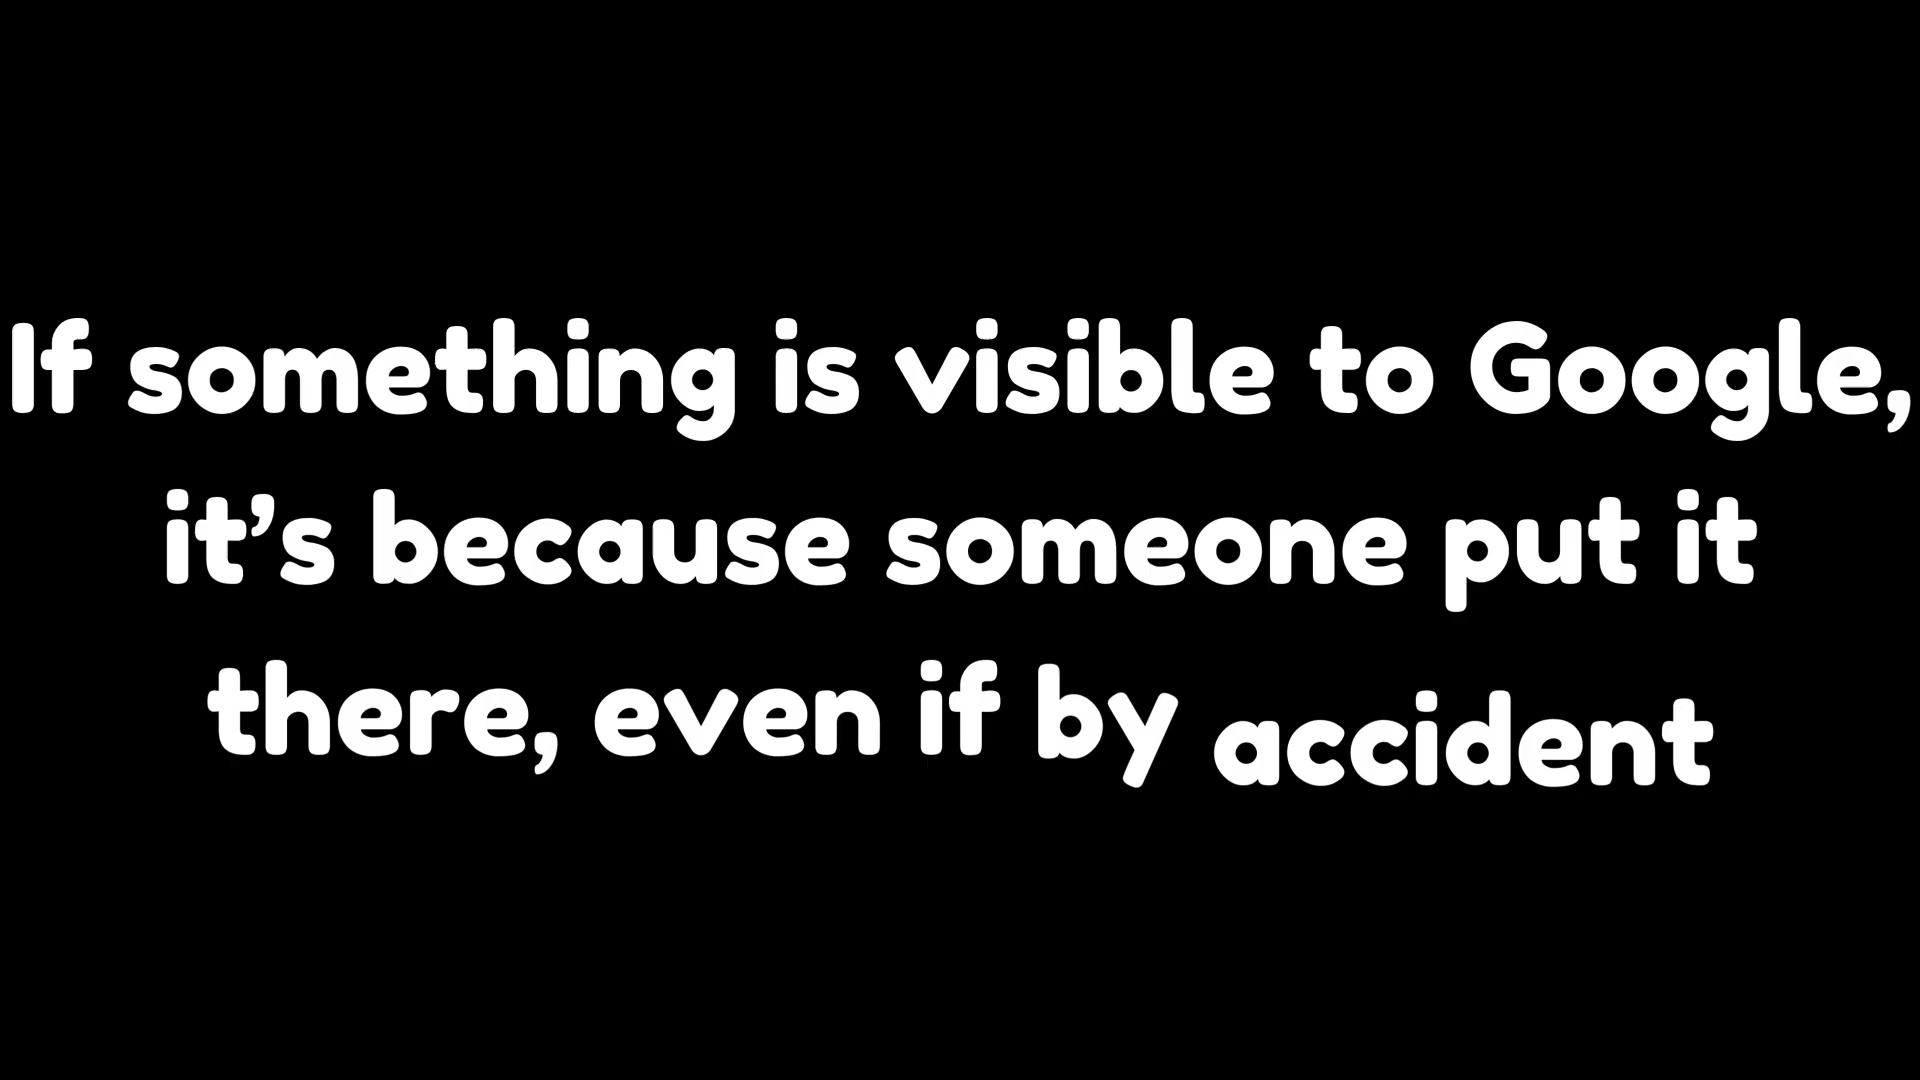 If something is visible to Google,
it’s because someone put it
there, even if by accident